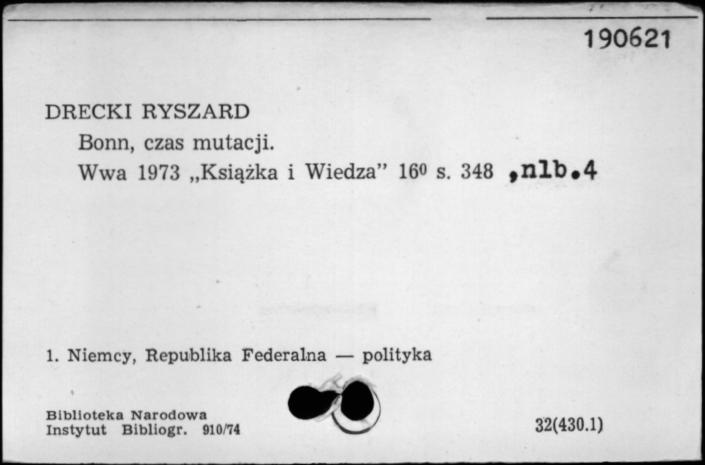 190621
DRECKI RYSZARD
Bonn, czas mutacji.
Wwa 1973 „Książka i Wiedza” 16⁰ s. 348 ,nlb.4
1. Niemcy, Republika Federalna — polityka
Biblioteka Narodowa
Instytut Bibliogr. 910/74
32(430.1)